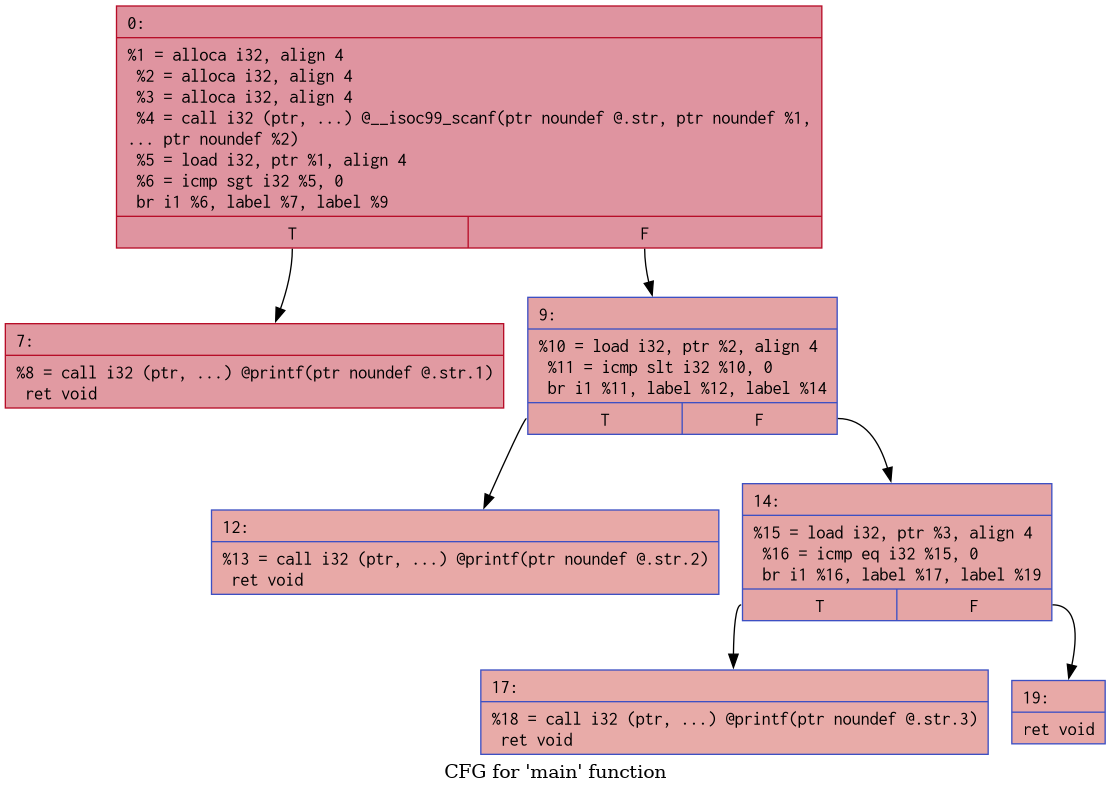 0:
%1 = alloca i32, align 4
%2 = alloca i32, align 4
%3 = alloca i32, align 4
%4 = call i32 (ptr, ...) @__isoc99_scanf(ptr noundef @.str, ptr noundef %1,
... ptr noundef %2)
%5 = load i32, ptr %1, align 4
%6 = icmp sgt i32 %5, 0
br i1 %6, label %7, label %9
T F
7:
%8 = call i32 (ptr, ...) @printf(ptr noundef @.str.1)
ret void
9:
%10 = load i32, ptr %2, align 4
%11 = icmp slt i32 %10, 0
br i1 %11, label %12, label %14
T F
12:
%13 = call i32 (ptr, ...) @printf(ptr noundef @.str.2)
ret void
14:
%15 = load i32, ptr %3, align 4
%16 = icmp eq i32 %15, 0
br i1 %16, label %17, label %19
T F
17:
%18 = call i32 (ptr, ...) @printf(ptr noundef @.str.3)
ret void
19:
ret void
CFG for 'main' function